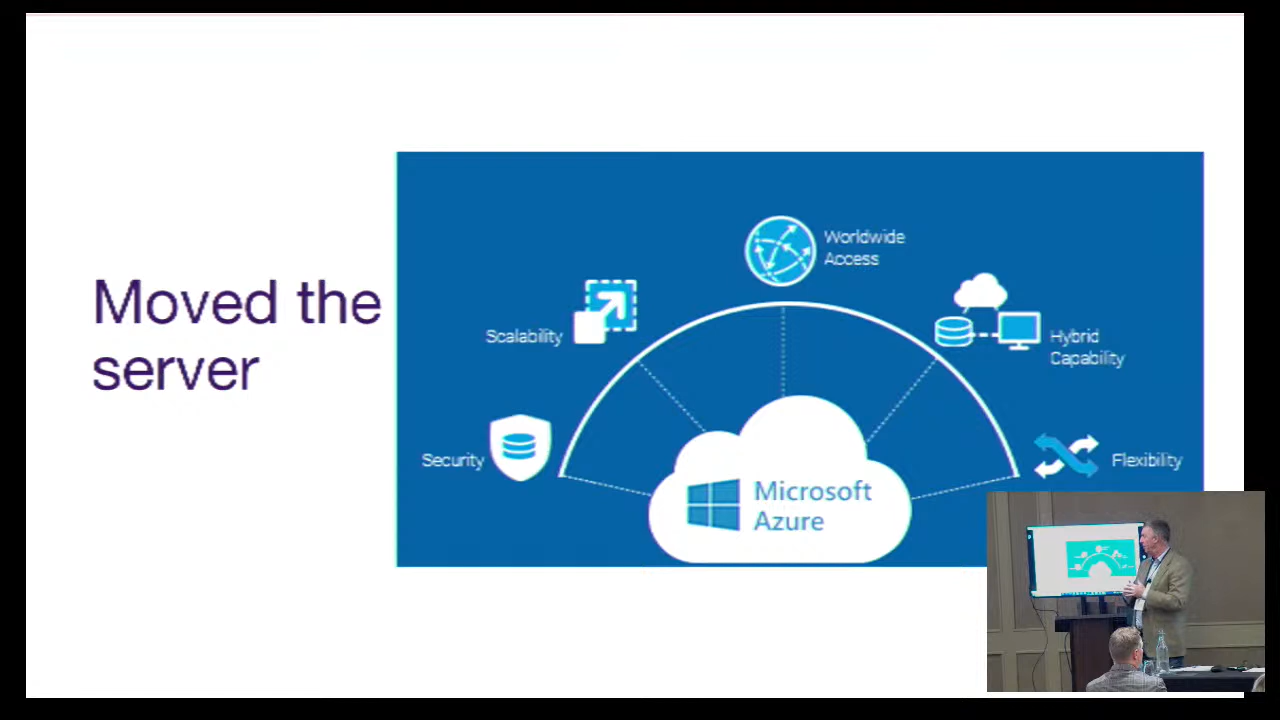 Moved the
server
Worldwide
Access
Scalability
Hybrid
Capability
Security
Flexibility
Microsoft
Azure